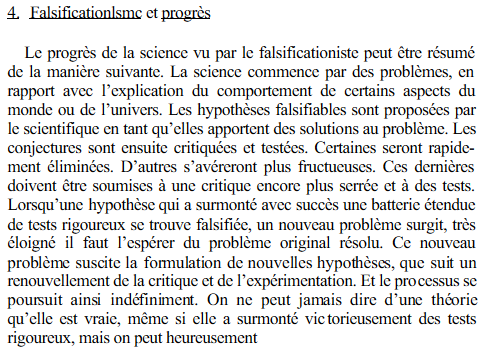 4. FalsificationIsmc et progrès
Le progrès de la science vu par le falsificationiste peut être résumé
de la manière suivante. La science commence par des problèmes, en
rapport avec l’explication du comportement de certains aspects du
monde ou de l’univers. Les hypothèses falsifiables sont proposées par
le scientifique en tant qu’elles apportent des solutions au problème. Les
conjectures sont ensuite critiquées et testées. Certaines seront rapide-
ment éliminées. D’autres s’avéreront plus fructueuses. Ces dernières
doivent être soumises à une critique encore plus serrée et à des tests.
Lorsqu’une hypothèse qui a surmonté avec succès une batterie étendue
de tests rigoureux se trouve falsifiée, un nouveau problème surgit, très
éloigné il faut l’espérer du problème original résolu. Ce nouveau
problème suscite la formulation de nouvelles hypothèses, que suit un
renouvellement de la critique et de l’expérimentation. Et le processus se
poursuit ainsi indéfiniment. On ne peut jamais dire d’une théorie
qu’elle est vraie, même si elle a surmonté victorieusement des tests
rigoureux, mais on peut heureusement